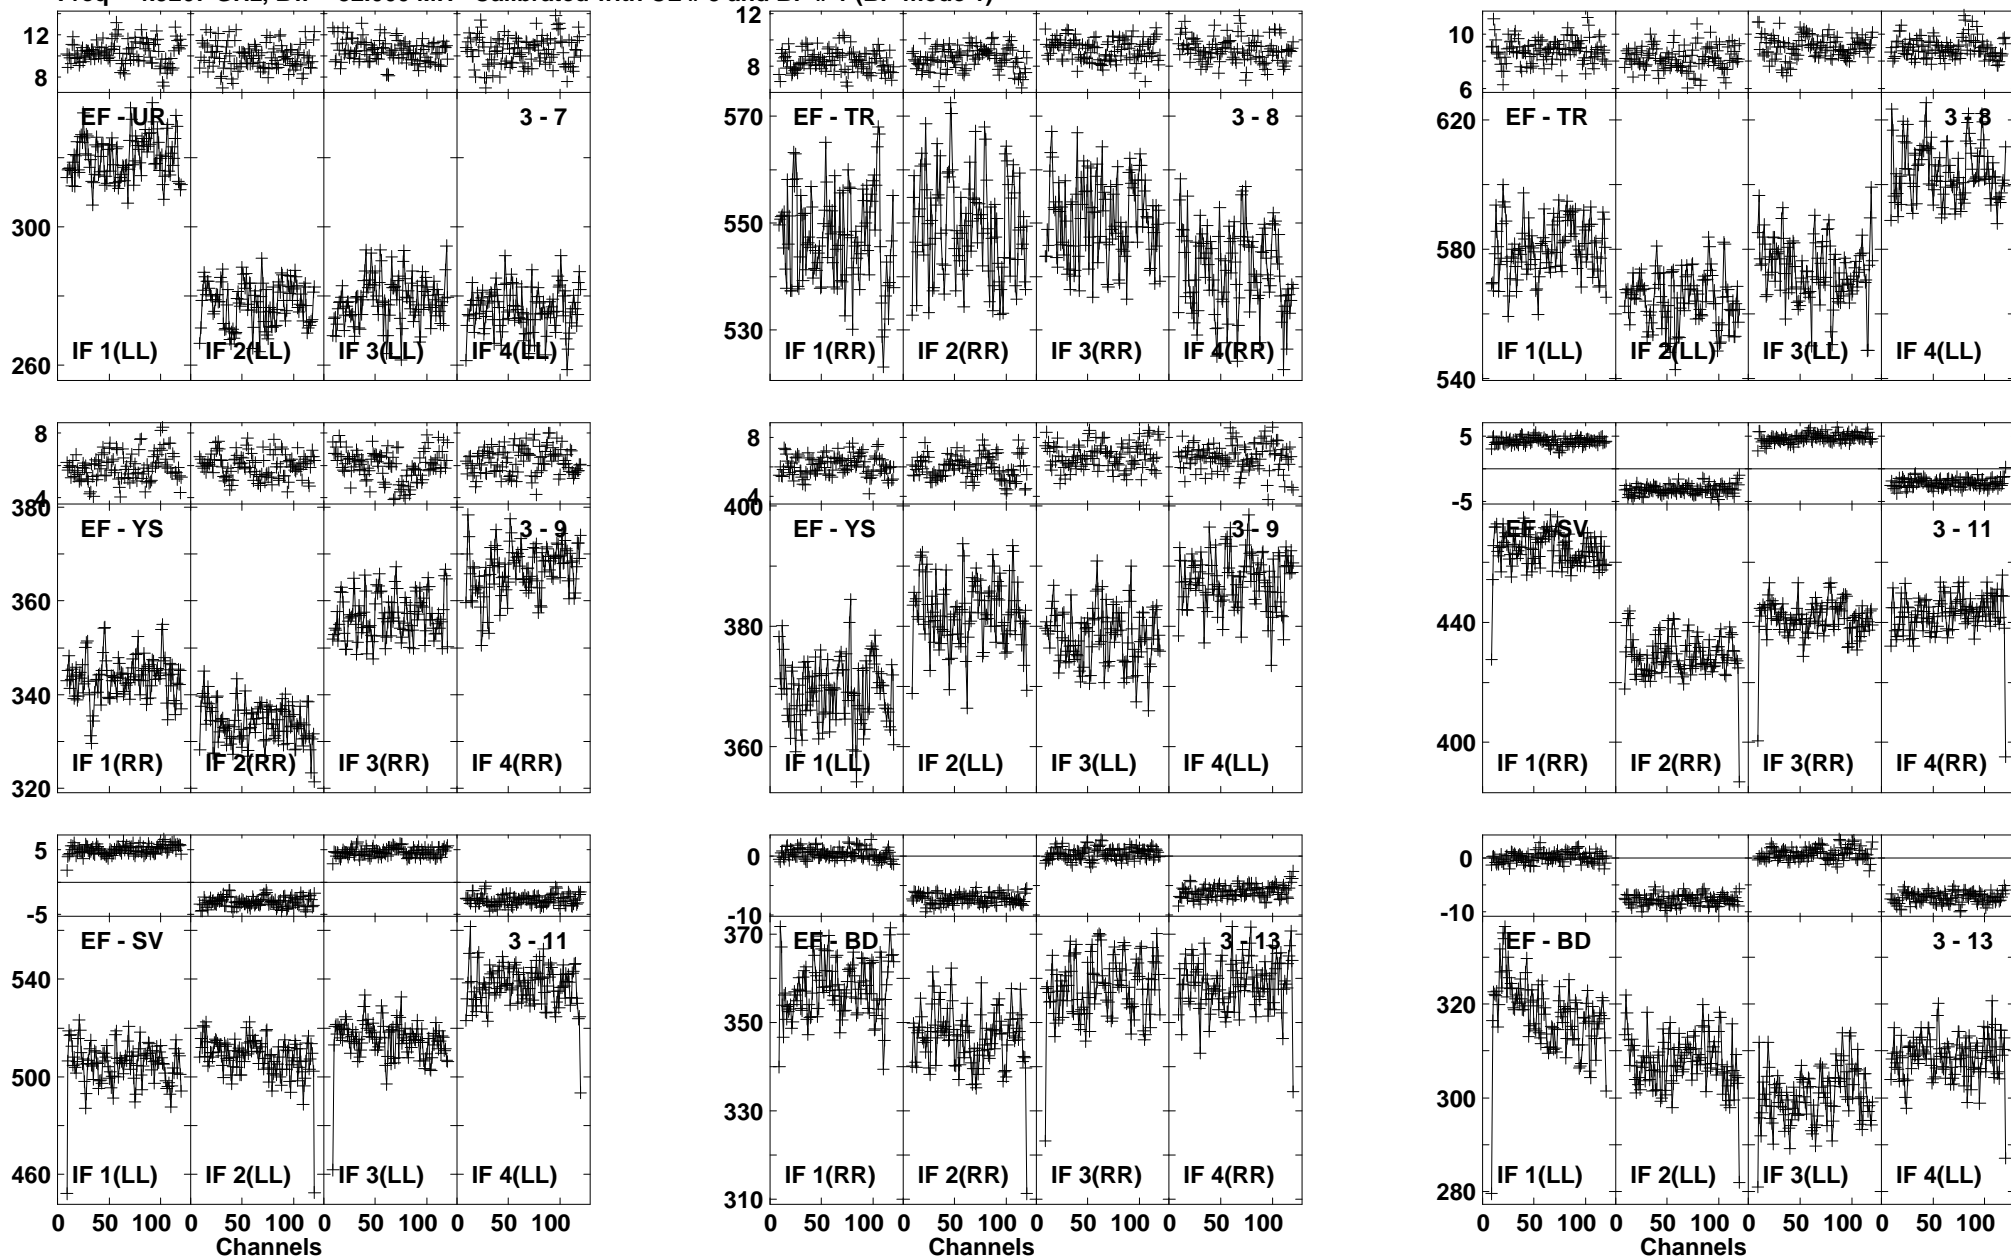 12
8
EF - UR
3 - 7
300
260
IF 1(LL)
IF 2(LL)
IF 3(LL)
IF 4(LL)
12
8
EF - TR
3 - 8
570
550
530
IF 1(RR)
IF 2(RR)
IF 3(RR)
IF 4(RR)
10
6
EF - TR
3 - 8
620
580
540
IF 1(LL)
IF 2(LL)
IF 3(LL)
IF 4(LL)
8
4
380
EF - YS
3 - 9
360
340
320
IF 1(RR)
IF 2(RR)
IF 3(RR)
IF 4(RR)
8
4
400
EF - YS
3 - 9
380
360
IF 1(LL)
IF 2(LL)
IF 3(LL)
IF 4(LL)
5
-5
EF - SV
3 - 11
440
400
IF 1(RR)
IF 2(RR)
IF 3(RR)
IF 4(RR)
5
-5
EF - SV
3 - 11
540
500
460
IF 1(LL)
IF 2(LL)
IF 3(LL)
IF 4(LL)
0 50 100 0 50 100 0 50 100 0 50 100
Channels
0
-10
370
EF - BD
3 - 13
350
330
310
IF 1(RR)
IF 2(RR)
IF 3(RR)
IF 4(RR)
0 50 100 0 50 100 0 50 100 0 50 100
Channels
0
-10
EF - BD
3 - 13
320
300
280
IF 1(LL)
IF 2(LL)
IF 3(LL)
IF 4(LL)
0 50 100 0 50 100 0 50 100 0 50 100
Channels